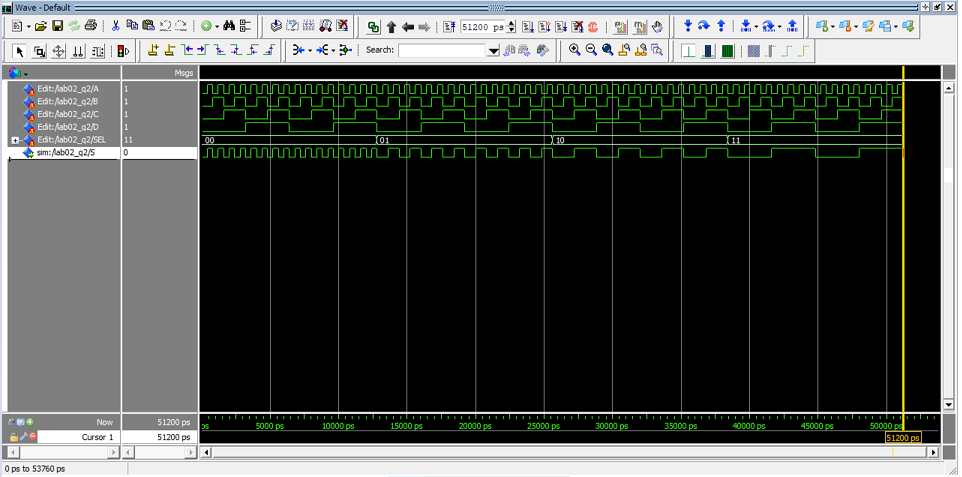 Wave - Default
51200 ps
Search:
Msgs
Edit:/lab02_q2/A 1
Edit:/lab02_q2/B 1
Edit:/lab02_q2/C 1
Edit:/lab02_q2/D 1
Edit:/lab02_q2/SEL 11 00 01 10 11
sim:/lab02_q2/S 0
Now 51200 ps ps 5000 ps 10000 ps 15000 ps 20000 ps 25000 ps 30000 ps 35000 ps 40000 ps 45000 ps 50000 ps
Cursor 1 51200 ps 51200 ps
0 ps to 53760 ps